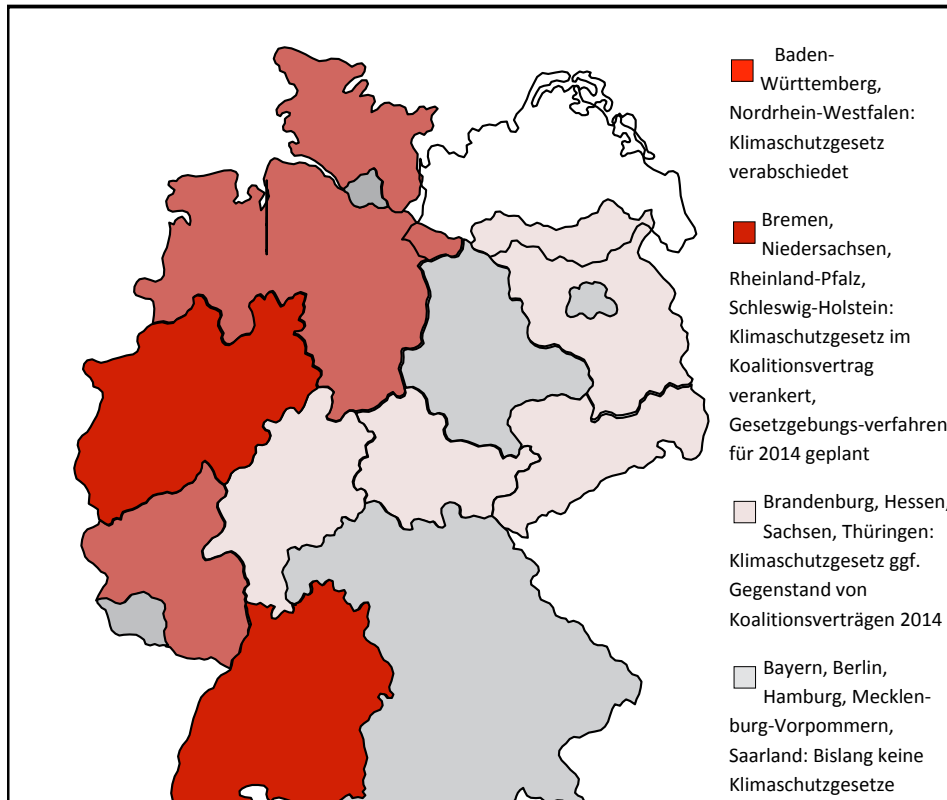 Baden-
Württemberg,
Nordrhein-Westfalen:
Klimaschutzgesetz
verabschiedet
Bremen,
Niedersachsen,
Rheinland-Pfalz,
Schleswig-Holstein:
Klimaschutzgesetz im
Koalitionsvertrag
verankert,
Gesetzgebungs-verfahren
für 2014 geplant
Brandenburg, Hessen,
Sachsen, Thüringen:
Klimaschutzgesetz ggf.
Gegenstand von
Koalitionsverträgen 2014
Bayern, Berlin,
Hamburg, Mecklen-
burg-Vorpommern,
Saarland: Bislang keine
Klimaschutzgesetze